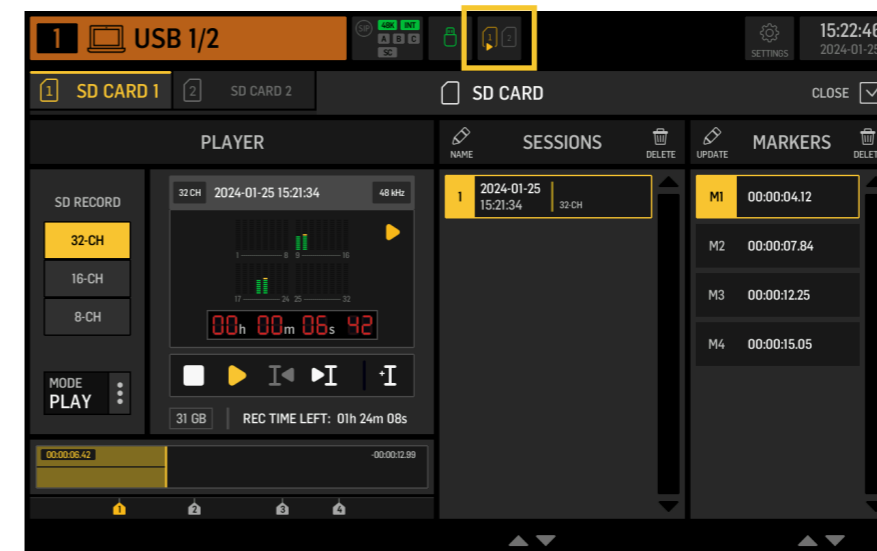 1 USB 1/2
SIP 48K INT
A B C
SC
1 2
SETTINGS
15:22:46
2024-01-25
1 SD CARD 1
2 SD CARD 2
SD CARD
CLOSE
PLAYER
NAME
SESSIONS
DELETE
UPDATE
MARKERS
DELET
SD RECORD
32-CH
16-CH
8-CH
MODE
PLAY
32 CH 2024-01-25 15:21:34 48 kHz
1 8 9 16
17 24 25 32
00h 00m 06s 42
+
31 GB REC TIME LEFT: 01h 24m 08s
00:00:06.42 -00:00:12.99
1 2 3 4
1 2024-01-25
15:21:34 32-CH
M1 00:00:04.12
M2 00:00:07.84
M3 00:00:12.25
M4 00:00:15.05